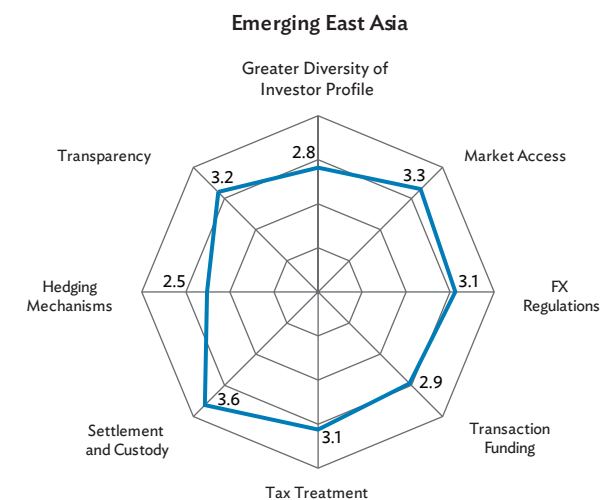 Emerging East Asia
Greater Diversity of
Investor Profile
2.8
Transparency
3.2
3.3
Market Access
Hedging
Mechanisms
2.5
3.1
FX
Regulations
3.6
2.9
Settlement
and Custody
3.1
Transaction
Funding
Tax Treatment